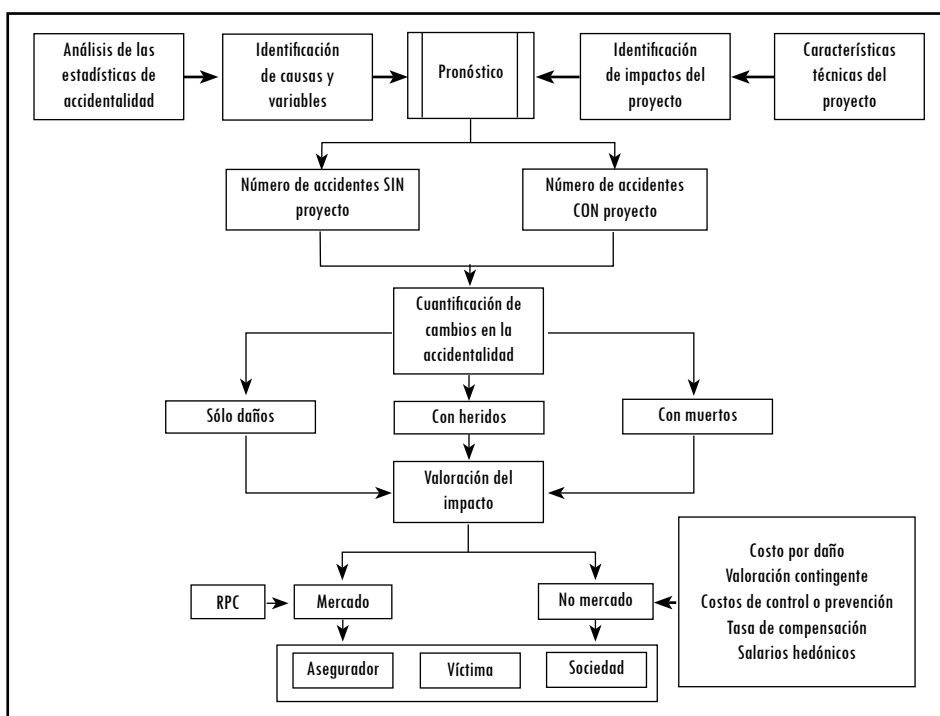 Análisis de las
estadísticas de
accidentalidad
Identificación
de causas y
variables
Pronóstico
Identificación
de impactos del
proyecto
Características
técnicas del
proyecto
Número de accidentes SIN
proyecto
Número de accidentes
CON proyecto
Cuantificación de
cambios en la
accidentalidad
Sólo daños
Con heridos
Con muertos
Valoración del
impacto
RPC
Mercado
No mercado
Costo por daño
Valoración contingente
Costos de control o prevención
Tasa de compensación
Salarios hedónicos
Asegurador
Víctima
Sociedad